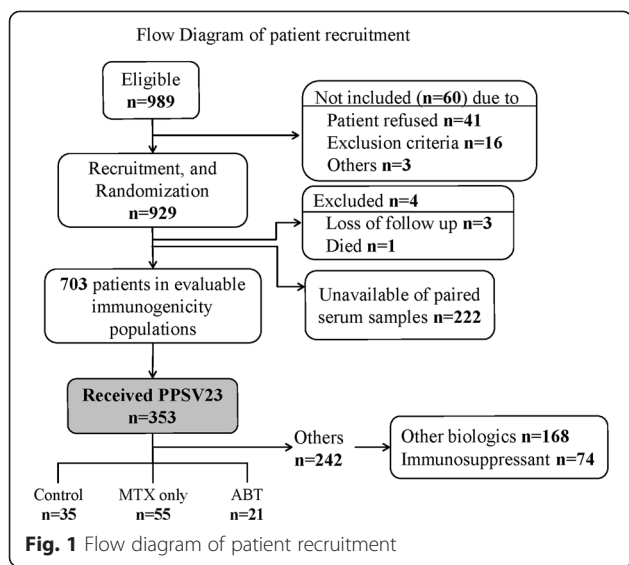 Flow Diagram of patient recruitment
Eligible
n=989
Not included (n=60) due to
Patient refused n=41
Exclusion criteria n=16
Others n=3
Recruitment, and
Randomization
n=929
Excluded n=4
Loss of follow up n=3
Died n=1
703 patients in evaluable
immunogenicity
populations
Unavailable of paired
serum samples n=222
Received PPSV23
n=353
Others
n=242
Other biologics n=168
Immunosuppressant n=74
Control
n=35
MTX only
n=55
ABT
n=21
Fig. 1 Flow diagram of patient recruitment